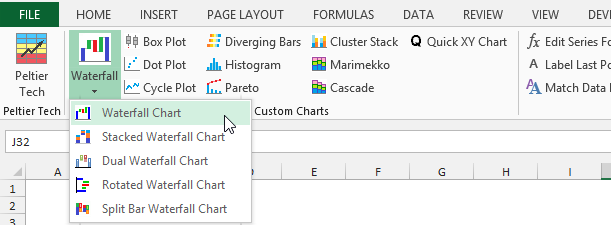 FILE HOME INSERT PAGE LAYOUT FORMULAS DATA REVIEW VIEW DEVELO
Peltier Tech
Waterfall
Box Plot Diverging Bars Cluster Stack Quick XY Chart Edit Series Fo
Dot Plot Histogram Marimekko Label Last Po
Cycle Plot Pareto Cascade Match Data
Peltier Tech Custom Charts
Waterfall Chart
Stacked Waterfall Chart
Dual Waterfall Chart
Rotated Waterfall Chart
Split Bar Waterfall Chart
J32
A D E F G H I
1
2
3